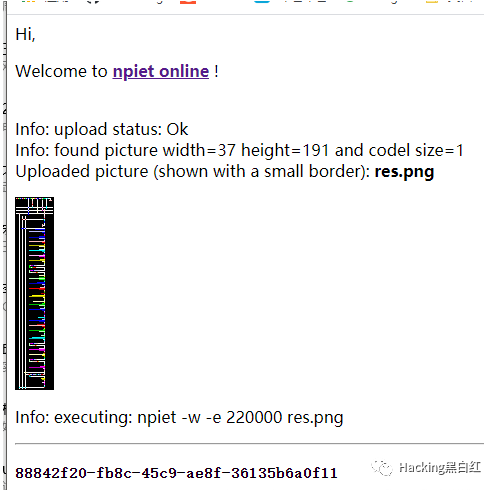 Hi,
Welcome to npiet online !
Info: upload status: Ok
Info: found picture width=37 height=191 and codel size=1
Uploaded picture (shown with a small border): res.png
Info: executing: npiet -w -e 220000 res.png
88842f20-fb8c-45c9-ae8f-36135b6a0f11
Hacking黑白红